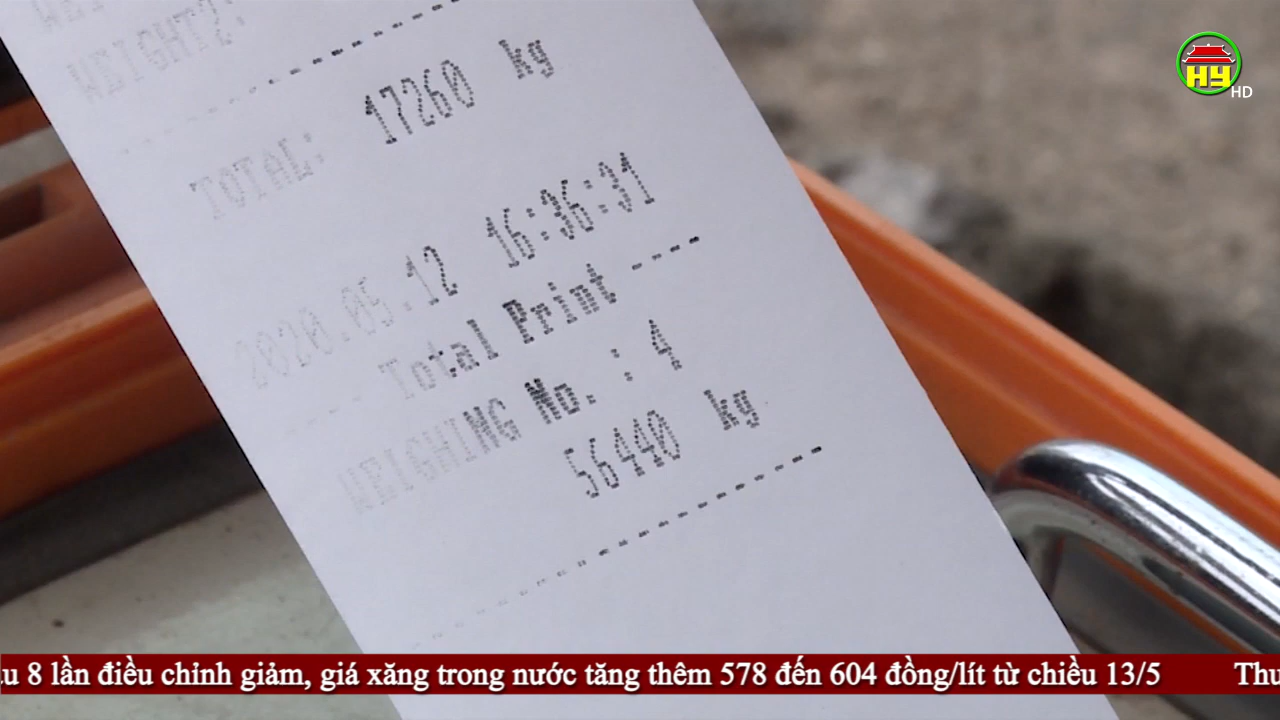 WEIGHT2:
TOTAL: 17260 kg
2020.05.12 16:36:31
-- Total Print ----
WEIGHING No. : 4
56440 kg
HY
HD
8 lần điều chỉnh giảm, giá xăng trong nước tăng thêm 578 đến 604 đồng/lít từ chiều 13/5